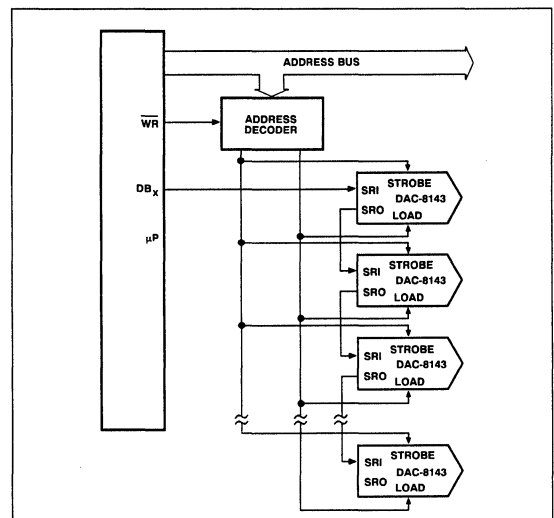 ADDRESS BUS
WR
ADDRESS
DECODER
DBX
μP
STROBE
SRI
DAC-8143
SRO
LOAD
STROBE
SRI
DAC-8143
SRO
LOAD
STROBE
SRI
DAC-8143
SRO
LOAD
STROBE
SRI
DAC-8143
SRO
LOAD